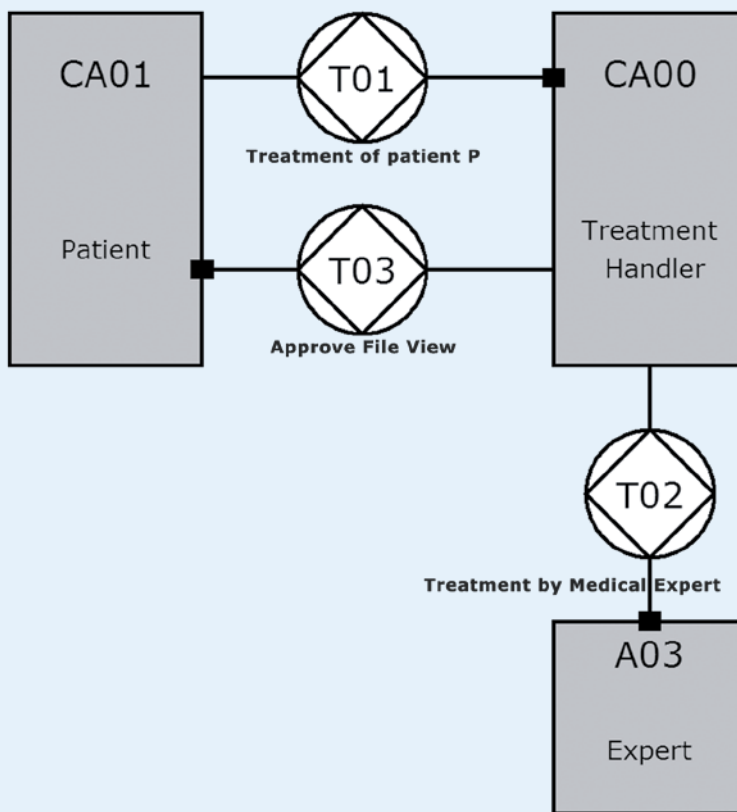 CA01
T01
CA00
Treatment of patient P
Patient
Treatment
Handler
T03
Approve File View
T02
Treatment by Medical Expert
A03
Expert